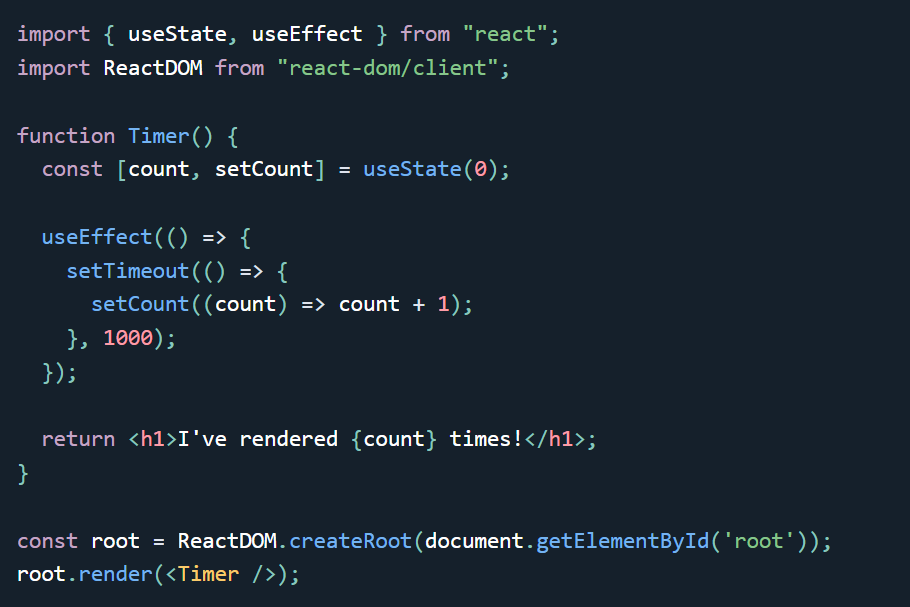 import { useState, useEffect } from "react";
import ReactDOM from "react-dom/client";

function Timer() {
  const [count, setCount] = useState(0);

  useEffect(() => {
    setTimeout(() => {
      setCount((count) => count + 1);
    }, 1000);
  });

  return <h1>I've rendered {count} times!</h1>;
}

const root = ReactDOM.createRoot(document.getElementById('root'));
root.render(<Timer />);